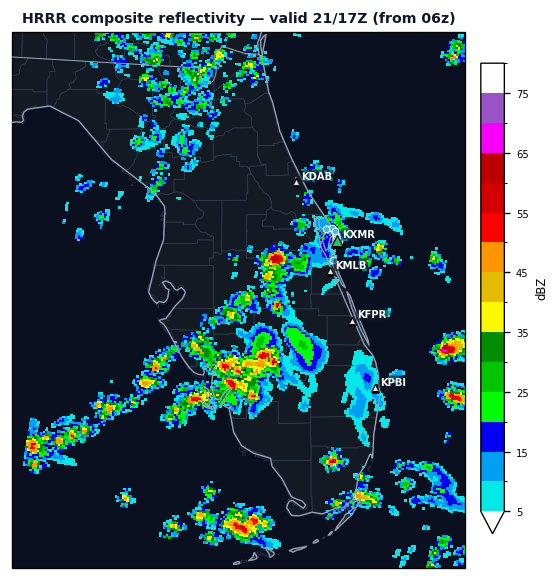 HRRR composite reflectivity — valid 21/17Z (from 06z)
KDAB
KXMR
KMLB
KFPR
KPBI
75
65
55
45
35
25
15
5
dBZ